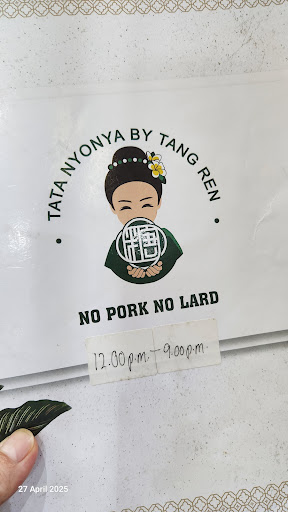 TATA NYONYA BY TANG REN
NO PORK NO LARD
12.00p.m. - 9.00p.m.
27 April 2025